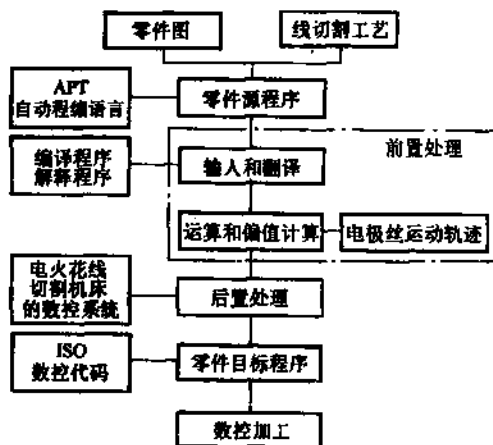 零件图
线切割工艺
APT
自动程编语言
零件源程序
前置处理
编译程序
解释程序
输入和翻译
运算和偏值计算
电极丝运动轨迹
电火花线
切割机床
的数控系统
后置处理
ISO
数控代码
零件目标程序
数控加工